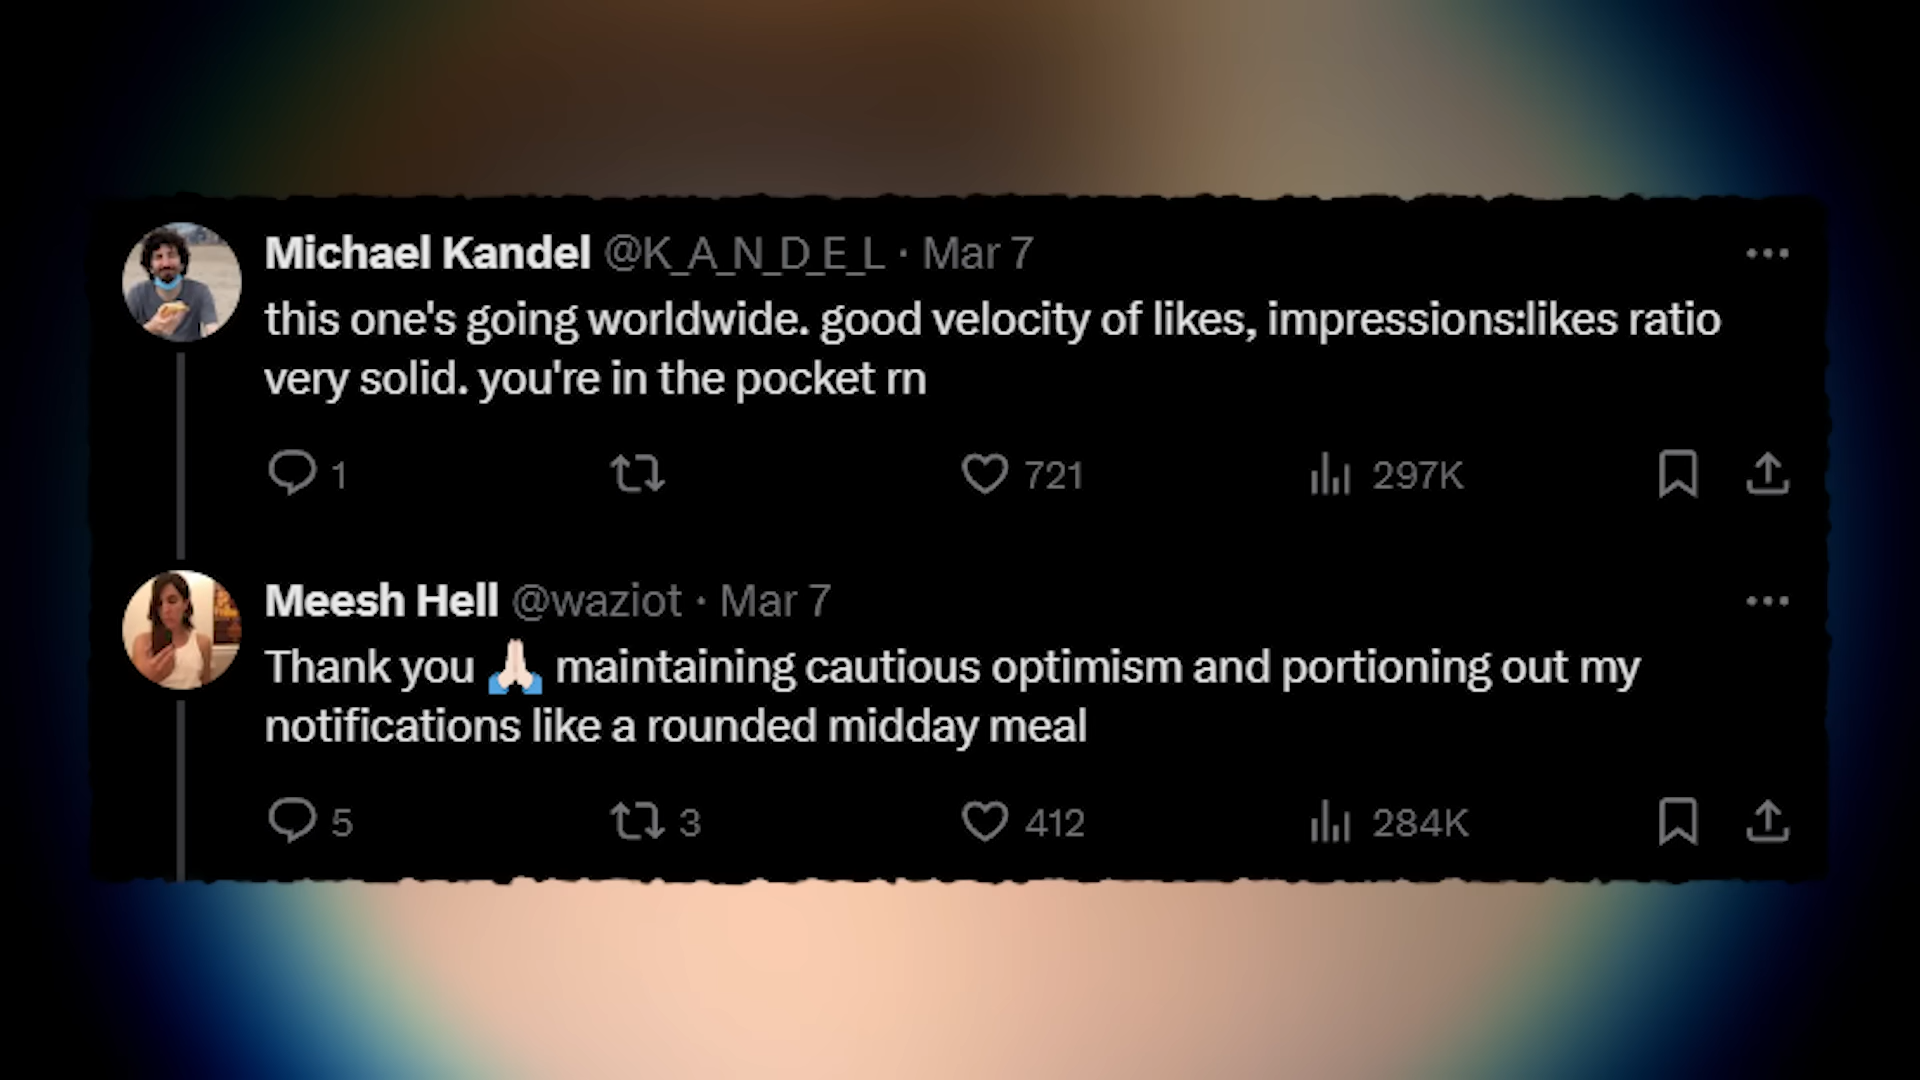 Michael Kandel @K_A_N_D_E_L · Mar 7
this one's going worldwide. good velocity of likes, impressions:likes ratio
very solid. you're in the pocket rn
1 721 297K
Meesh Hell @waziot · Mar 7
Thank you 🙏🏻 maintaining cautious optimism and portioning out my
notifications like a rounded midday meal
5 3 412 284K